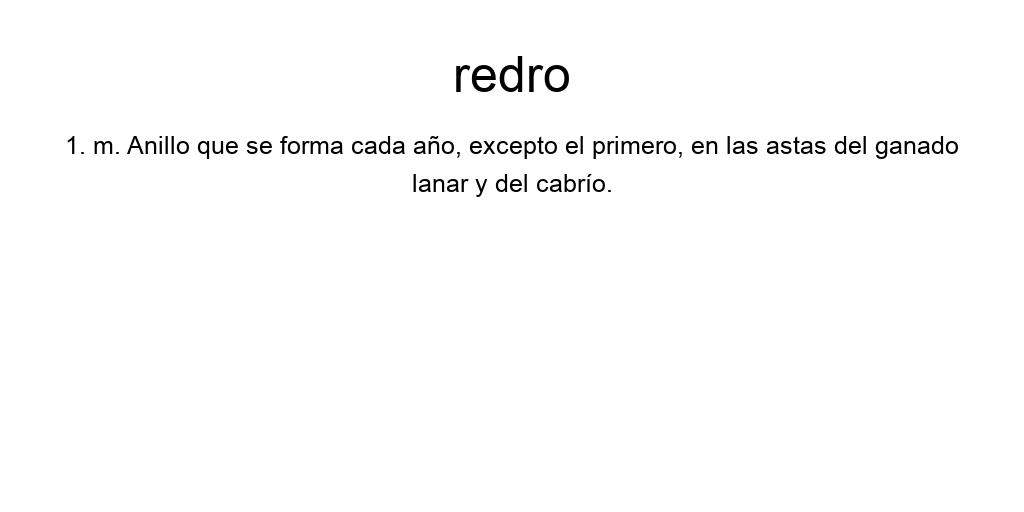 redro
1. m. Anillo que se forma cada año, excepto el primero, en las astas del ganado
lanar y del cabrío.